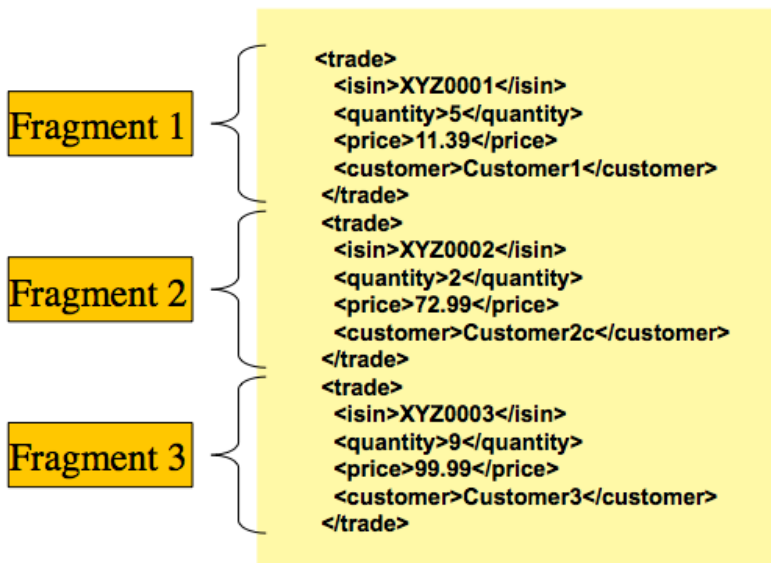 <trade>
<isin>XYZ0001</isin>
<quantity>5</quantity>
Fragment 1
<price>11.39</price>
<customer>Customer1</customer>
</trade>
<trade>
<isin>XYZ0002</isin>
<quantity>2</quantity>
Fragment 2
<price>72.99</price>
<customer>Customer2c</customer>
</trade>
<trade>
<isin>XYZ0003</isin>
<quantity>9</quantity>
Fragment 3
<price>99.99</price>
<customer>Customer3</customer>
</trade>